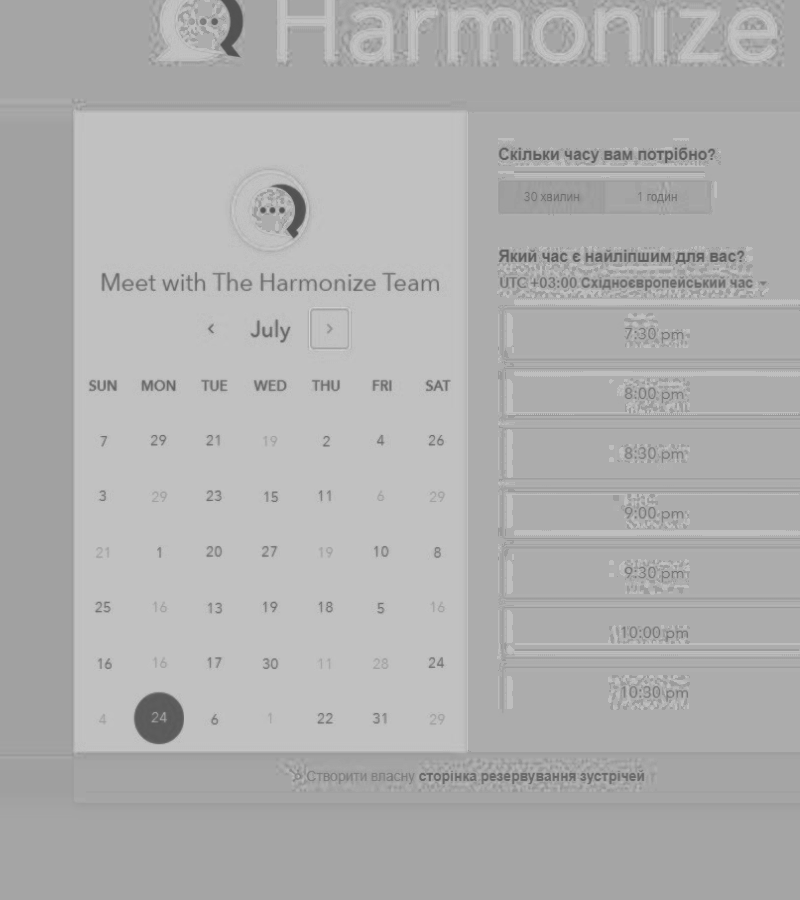 Harmonize
Meet with The Harmonize Team
July
SUN MON TUE WED THU FRI SAT
7 29 21 19 2 4 26
3 29 23 15 11 6 29
21 1 20 27 19 10 8
25 16 13 19 18 5 16
16 16 17 30 11 28 24
4 24 6 1 22 31 29
Скільки часу вам потрібно?
30 хвилин 1 годин
Який час є найліпшим для вас?
UTC +03:00 Східноєвропейський час
7:30 pm
8:00 pm
8:30 pm
9:00 pm
9:30 pm
10:00 pm
10:30 pm
Створити власну сторінка резервування зустрічей